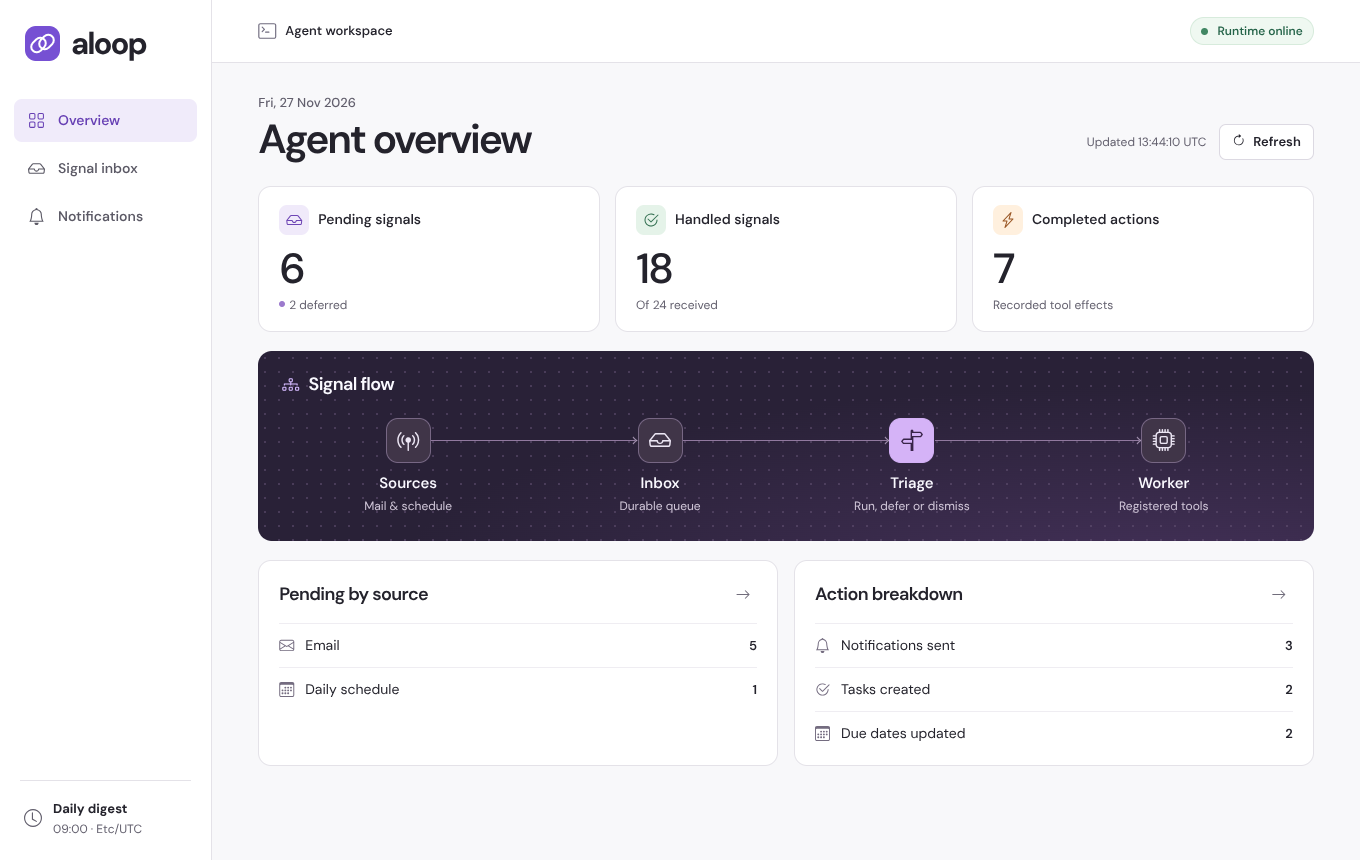 aloop
Overview
Signal inbox
Notifications
Daily digest
09:00 · Etc/UTC
Agent workspace
Runtime online
Fri, 27 Nov 2026
Agent overview
Updated 13:44:10 UTC
Refresh
Pending signals
6
2 deferred
Handled signals
18
Of 24 received
Completed actions
7
Recorded tool effects
Signal flow
Sources
Mail & schedule
Inbox
Durable queue
Triage
Run, defer or dismiss
Worker
Registered tools
Pending by source
Email 5
Daily schedule 1
Action breakdown
Notifications sent 3
Tasks created 2
Due dates updated 2